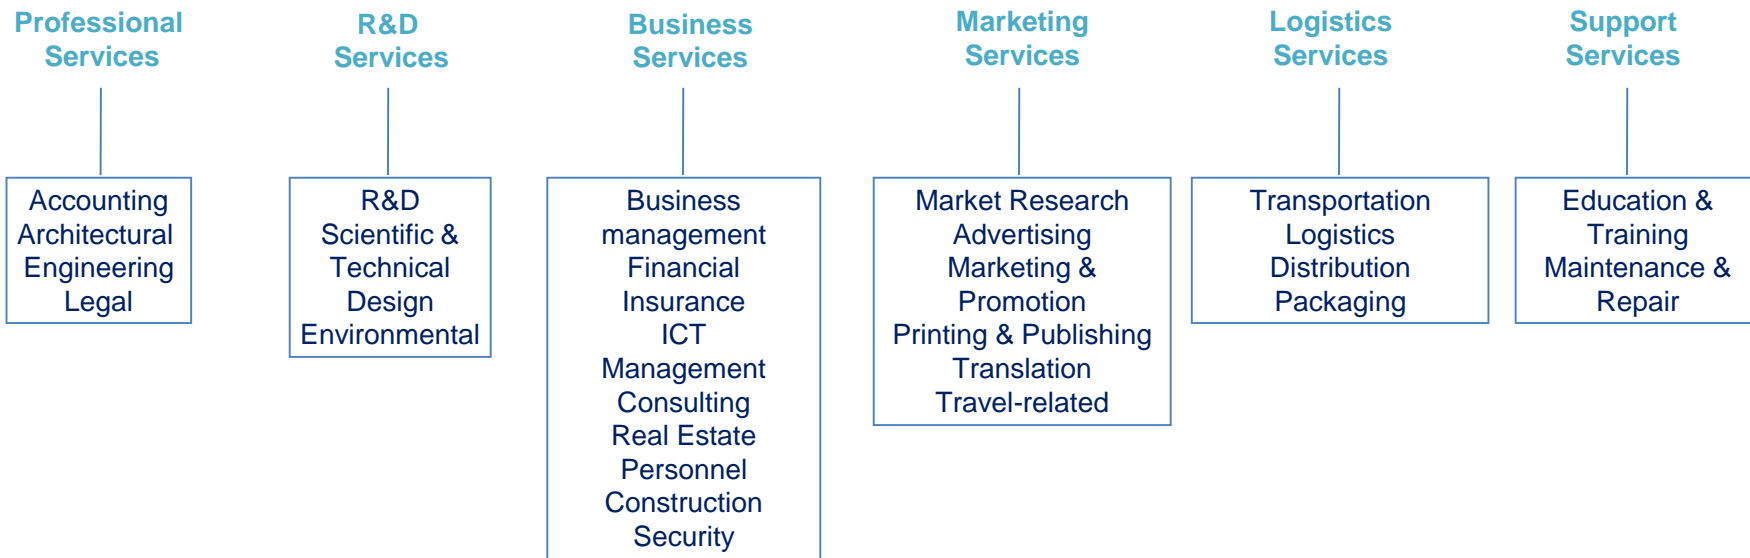 Professional
Services
R&D
Services
Business
Services
Marketing
Services
Logistics
Services
Support
Services
Accounting
Architectural
Engineering
Legal
R&D
Scientific &
Technical
Design
Environmental
Business
management
Financial
Insurance
ICT
Management
Consulting
Real Estate
Personnel
Construction
Security
Market Research
Advertising
Marketing &
Promotion
Printing & Publishing
Translation
Travel-related
Transportation
Logistics
Distribution
Packaging
Education &
Training
Maintenance &
Repair